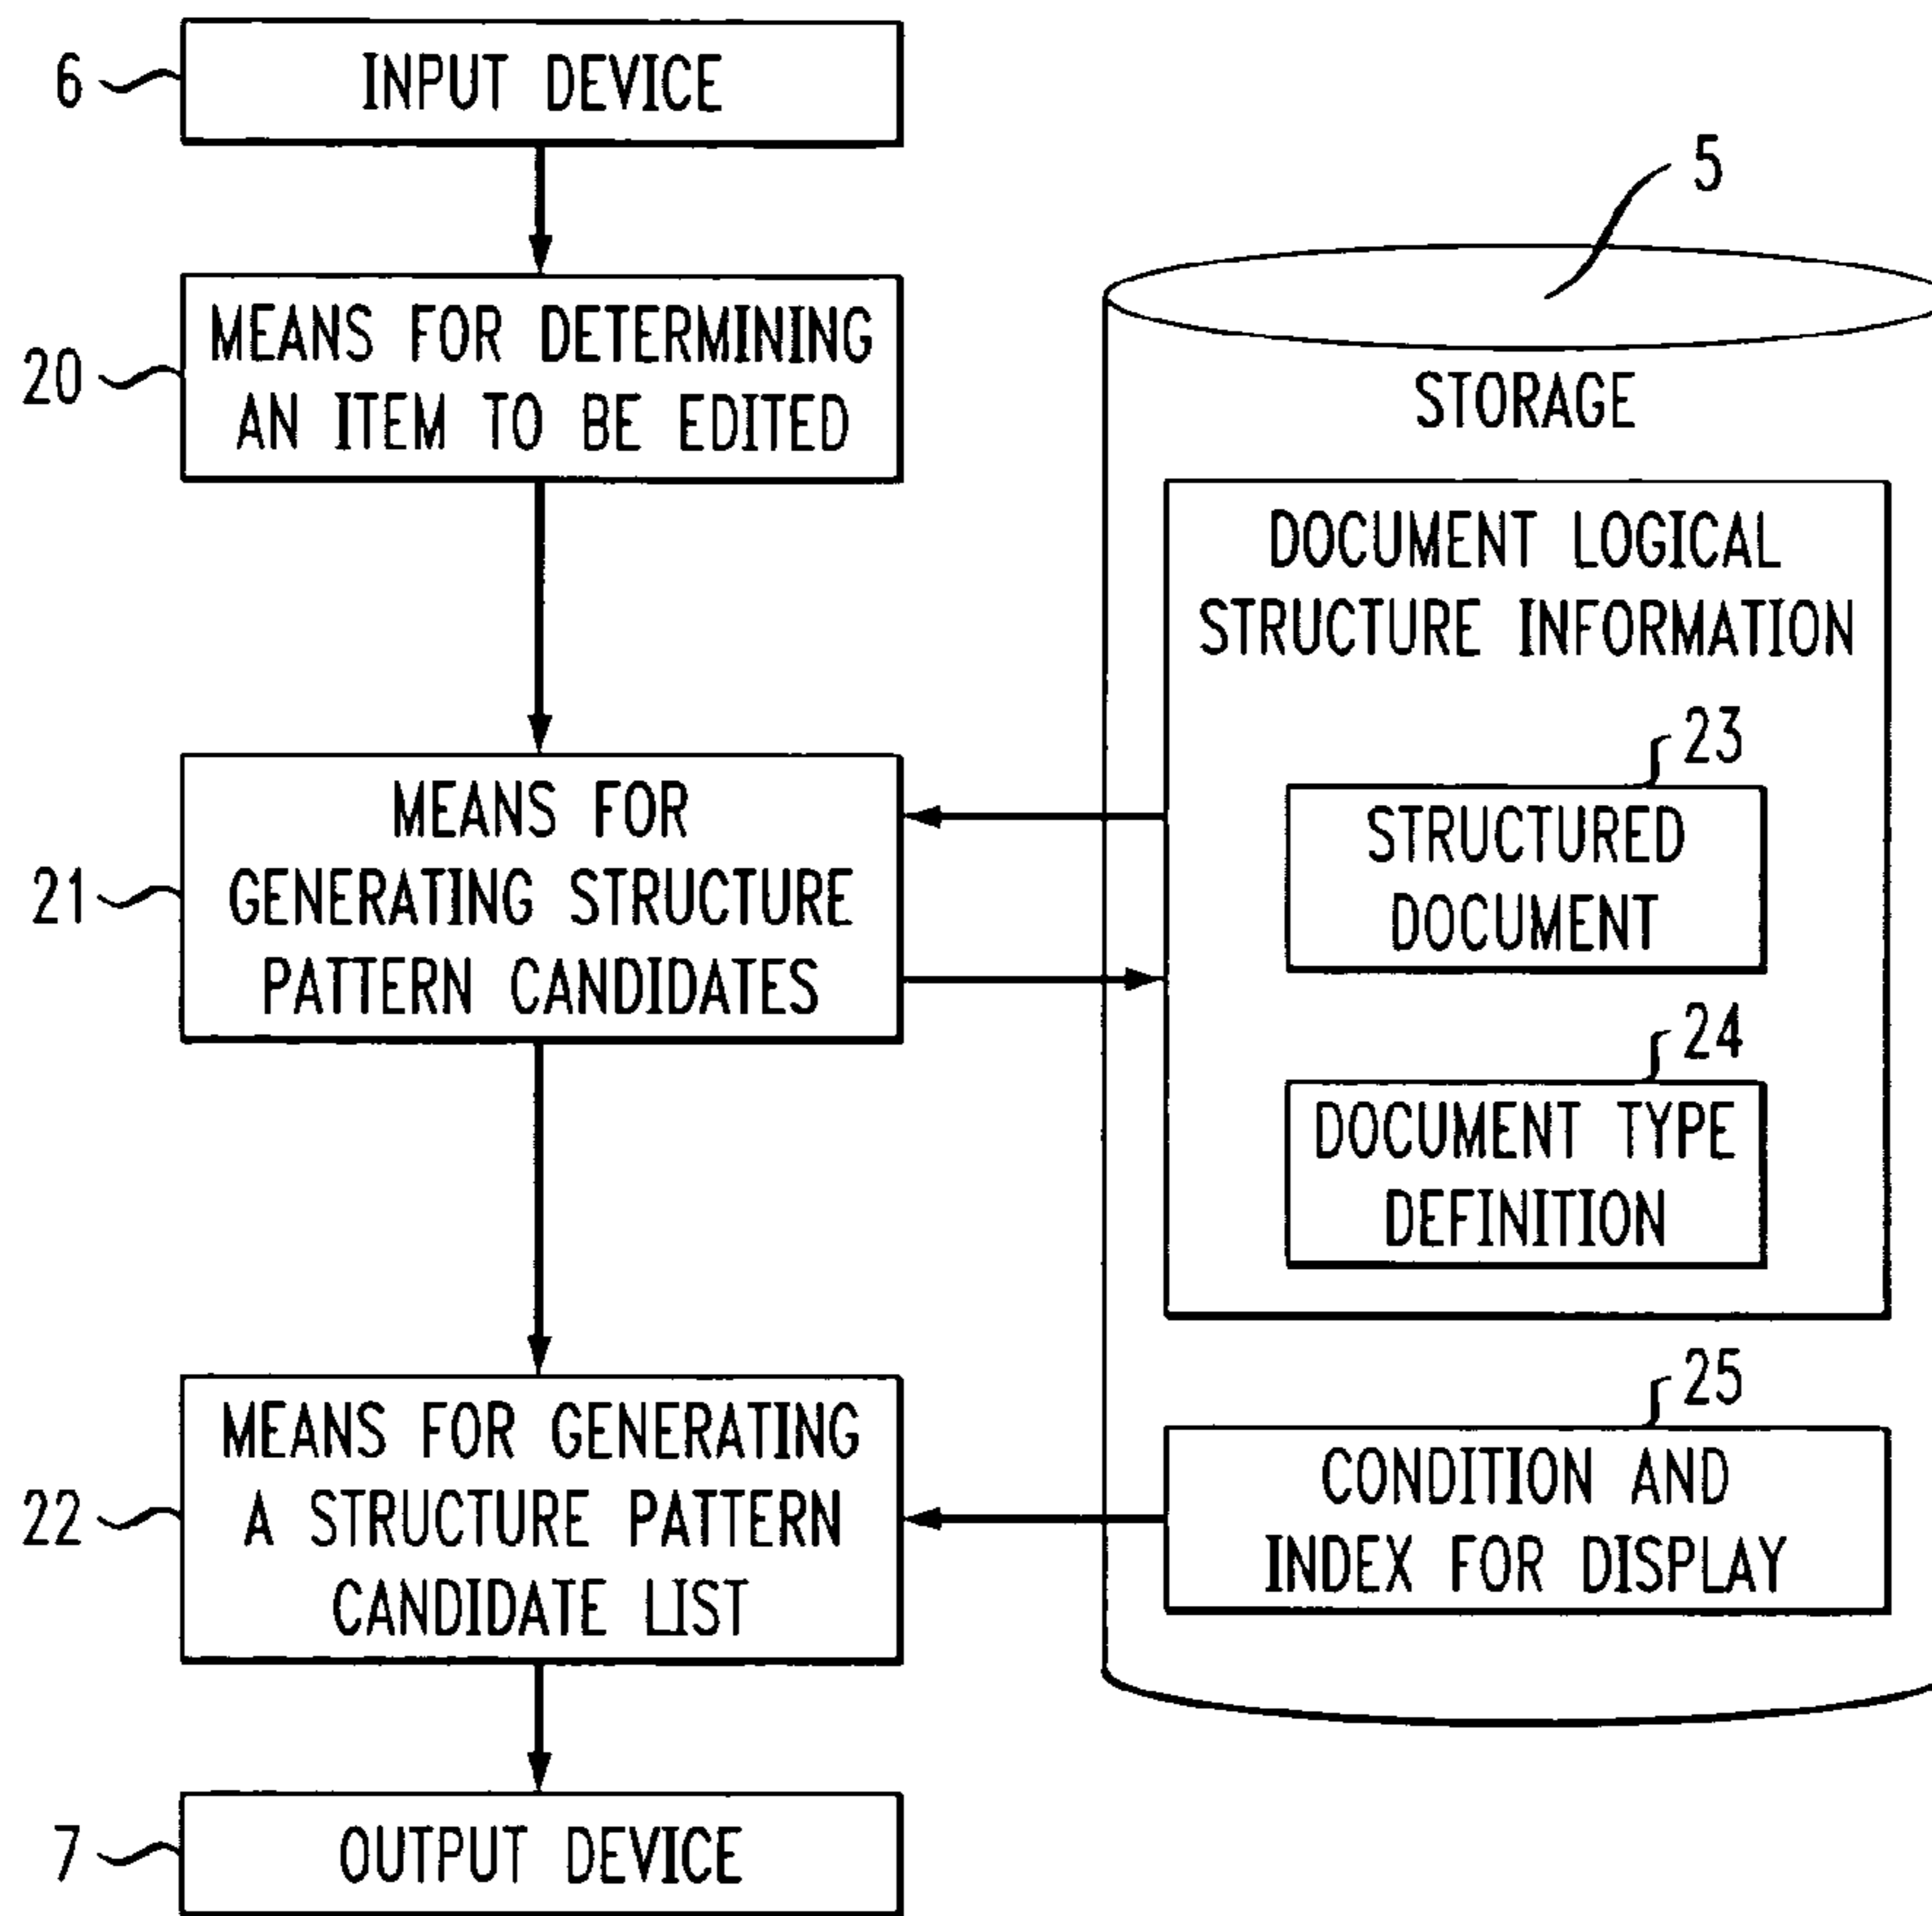 6
INPUT DEVICE
20
MEANS FOR DETERMINING
AN ITEM TO BE EDITED
21
MEANS FOR
GENERATING STRUCTURE
PATTERN CANDIDATES
22
MEANS FOR GENERATING
A STRUCTURE PATTERN
CANDIDATE LIST
7
OUTPUT DEVICE
5
STORAGE
DOCUMENT LOGICAL
STRUCTURE INFORMATION
23
STRUCTURED
DOCUMENT
24
DOCUMENT TYPE
DEFINITION
25
CONDITION AND
INDEX FOR DISPLAY